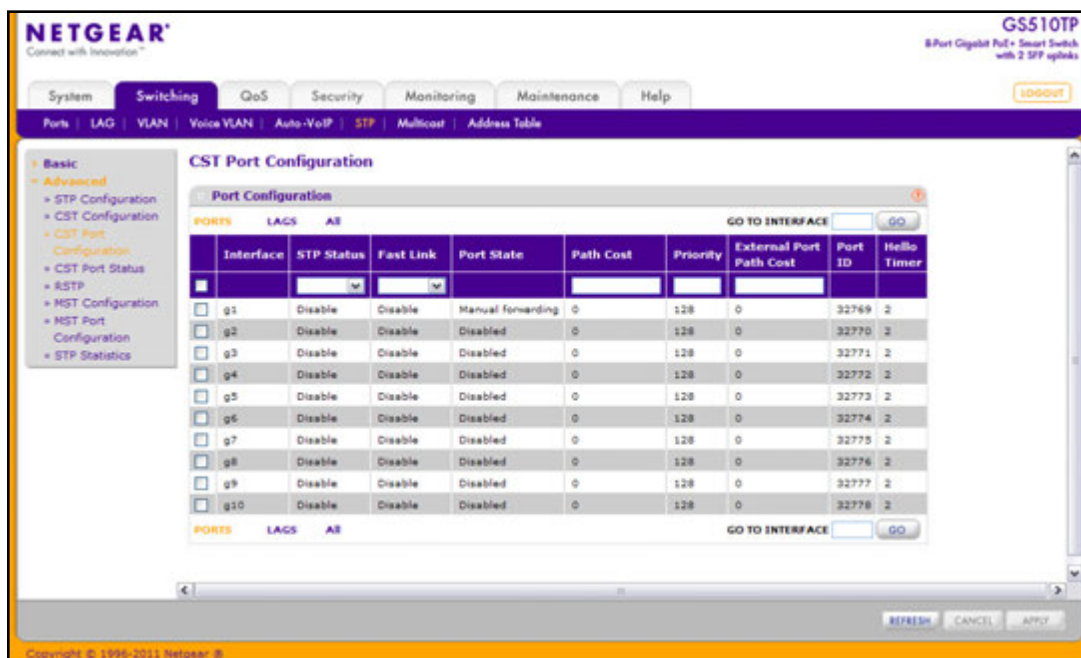 NETGEAR®
Connect with Innovation™
GS510TP
8-Port Gigabit PoE+ Smart Switch
with 2 SFP uplinks
System Switching QoS Security Monitoring Maintenance Help LOGOUT
Ports | LAG | VLAN | Voice VLAN | Auto-VoIP | STP | Multicast | Address Table
Basic
Advanced
» STP Configuration
» CST Configuration
» CST Port
Configuration
» CST Port Status
» RSTP
» MST Configuration
» MST Port
Configuration
» STP Statistics
CST Port Configuration
Port Configuration
PORTS LAGS All GO TO INTERFACE GO
Interface STP Status Fast Link Port State Path Cost Priority External Port Path Cost Port ID Hello Timer
g1 Disable Disable Manual forwarding 0 128 0 32769 2
g2 Disable Disable Disabled 0 128 0 32770 2
g3 Disable Disable Disabled 0 128 0 32771 2
g4 Disable Disable Disabled 0 128 0 32772 2
g5 Disable Disable Disabled 0 128 0 32773 2
g6 Disable Disable Disabled 0 128 0 32774 2
g7 Disable Disable Disabled 0 128 0 32775 2
g8 Disable Disable Disabled 0 128 0 32776 2
g9 Disable Disable Disabled 0 128 0 32777 2
g10 Disable Disable Disabled 0 128 0 32778 2
PORTS LAGS All GO TO INTERFACE GO
REFRESH CANCEL APPLY
Copyright © 1996-2011 Netgear ®